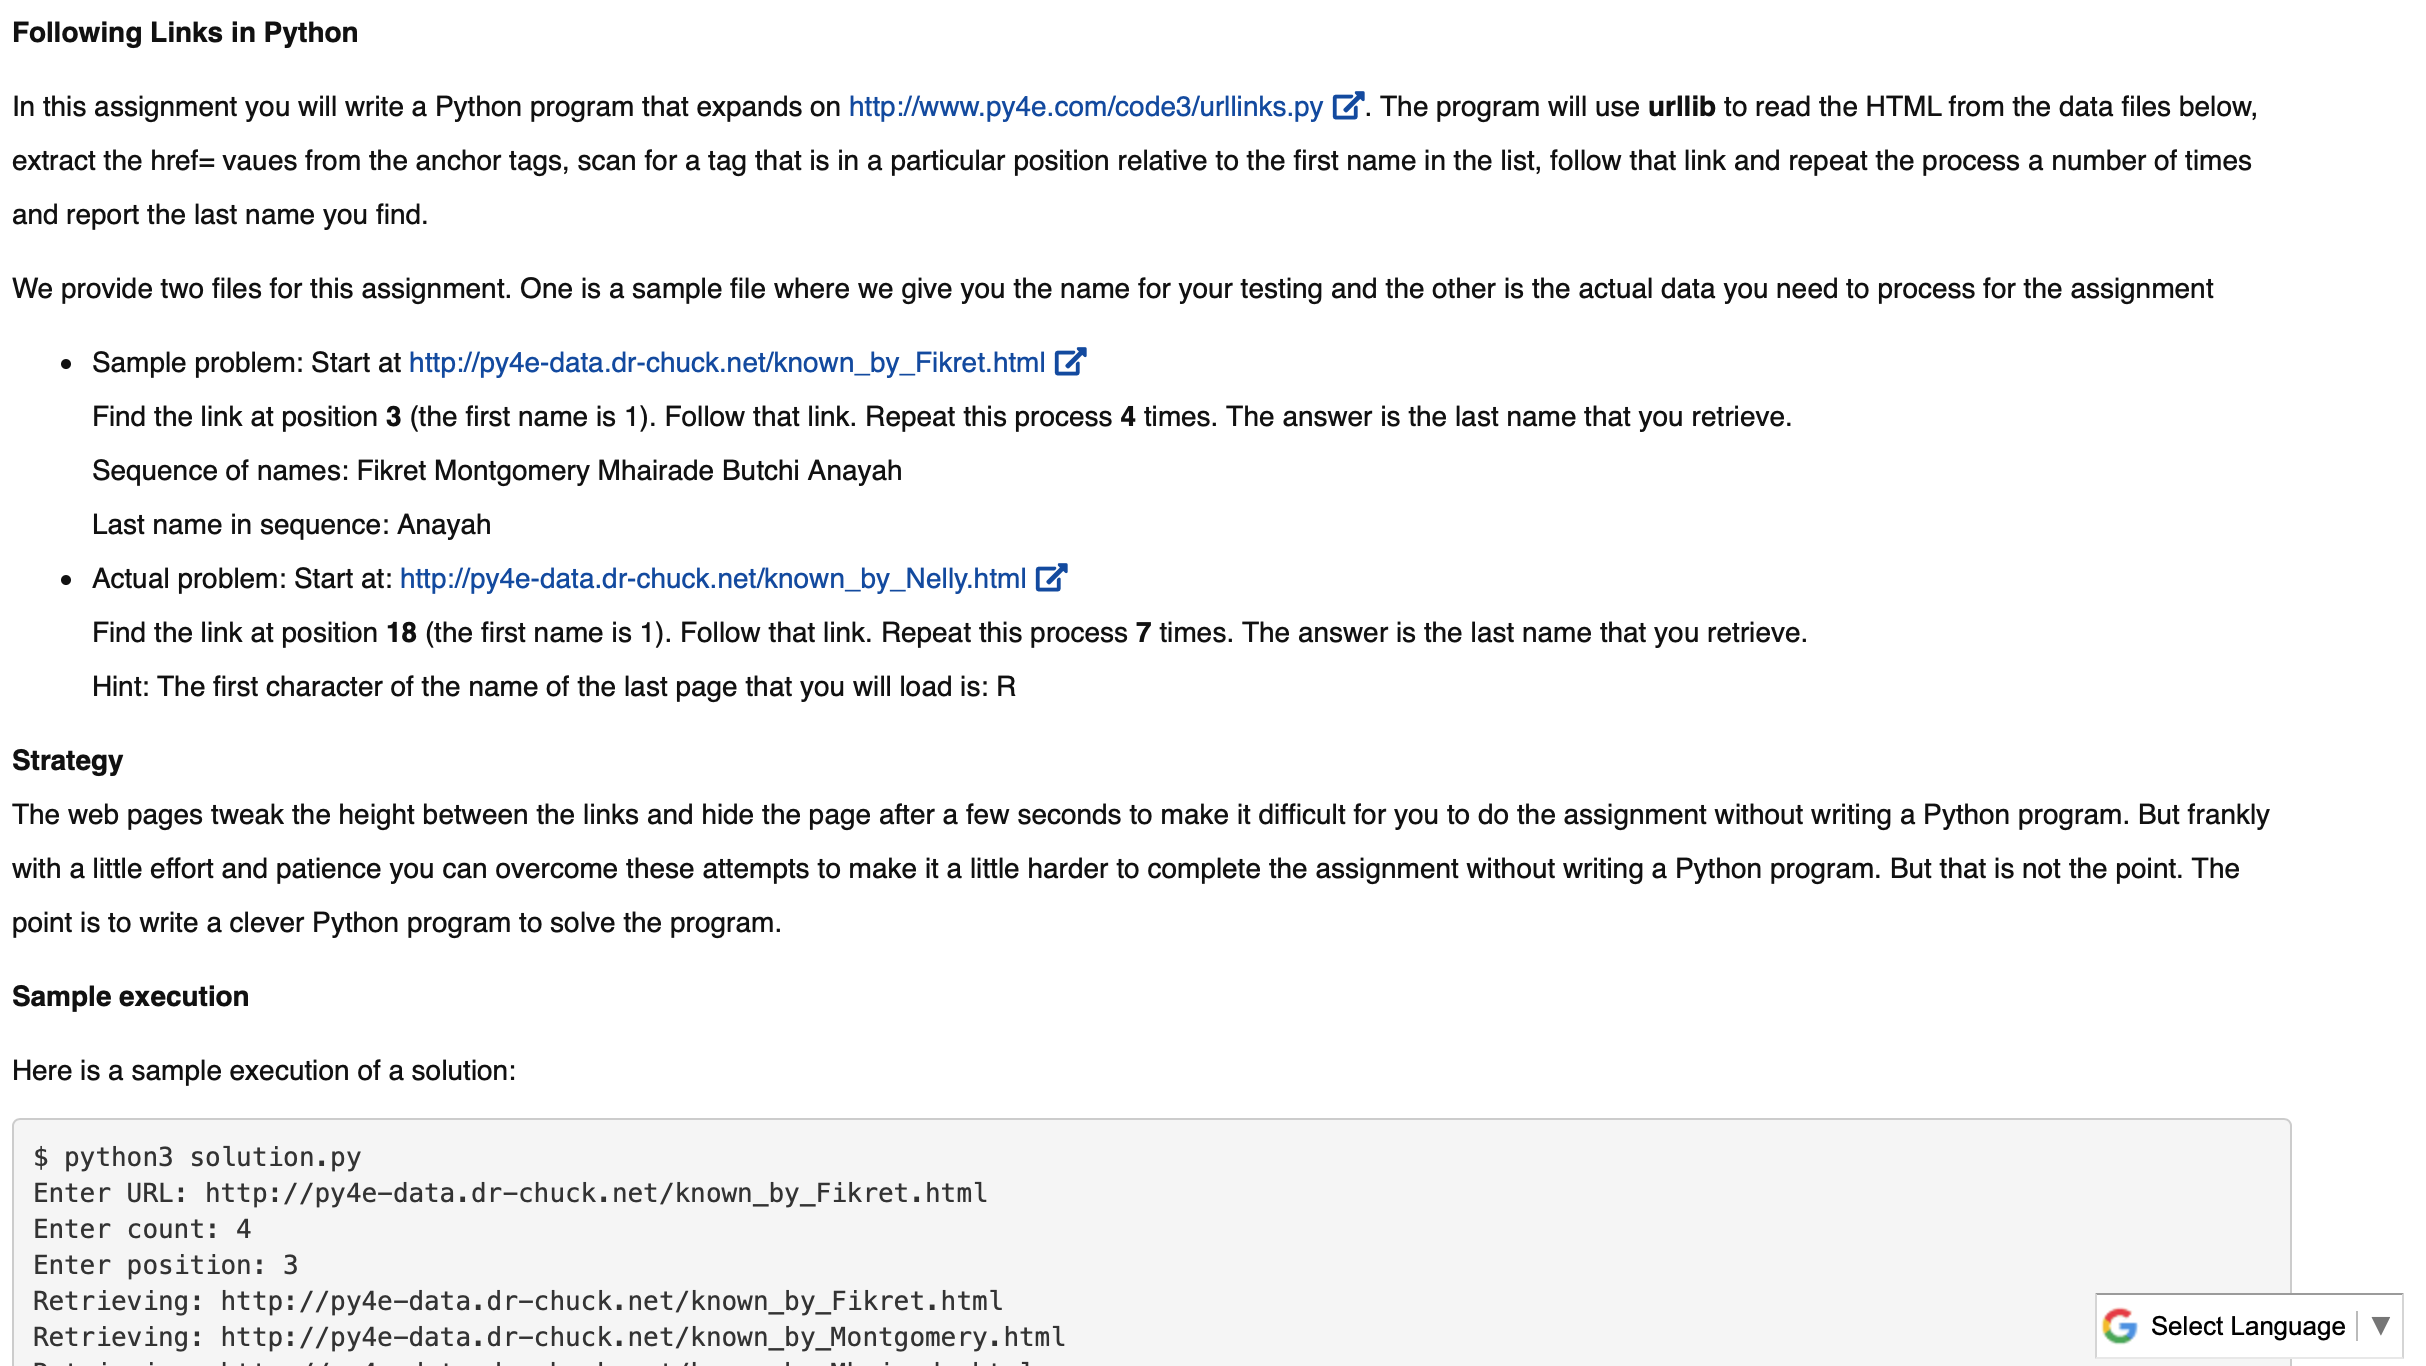 Following Links in Python
In this assignment you will write a Python program that expands on http://www.py4e.com/code3/urllinks.py. The program will use urllib to read the HTML from the data files below,
extract the href= vaues from the anchor tags, scan for a tag that is in a particular position relative to the first name in the list, follow that link and repeat the process a number of times
and report the last name you find.
We provide two files for this assignment. One is a sample file where we give you the name for your testing and the other is the actual data you need to process for the assignment
• Sample problem: Start at http://py4e-data.dr-chuck.net/known_by_Fikret.html
Find the link at position 3 (the first name is 1). Follow that link. Repeat this process 4 times. The answer is the last name that you retrieve.
Sequence of names: Fikret Montgomery Mhairade Butchi Anayah
Last name in sequence: Anayah
• Actual problem: Start at: http://py4e-data.dr-chuck.net/known_by_Nelly.html
Find the link at position 18 (the first name is 1). Follow that link. Repeat this process 7 times. The answer is the last name that you retrieve.
Hint: The first character of the name of the last page that you will load is: R
Strategy
The web pages tweak the height between the links and hide the page after a few seconds to make it difficult for you to do the assignment without writing a Python program. But frankly
with a little effort and patience you can overcome these attempts to make it a little harder to complete the assignment without writing a Python program. But that is not the point. The
point is to write a clever Python program to solve the program.
Sample execution
Here is a sample execution of a solution:
$ python3 solution.py
Enter URL: http://py4e-data.dr-chuck.net/known_by_Fikret.html
Enter count: 4
Enter position: 3
Retrieving: http://py4e-data.dr-chuck.net/known_by_Fikret.html
Retrieving: http://py4e-data.dr-chuck.net/known_by_Montgomery.html
Select Language